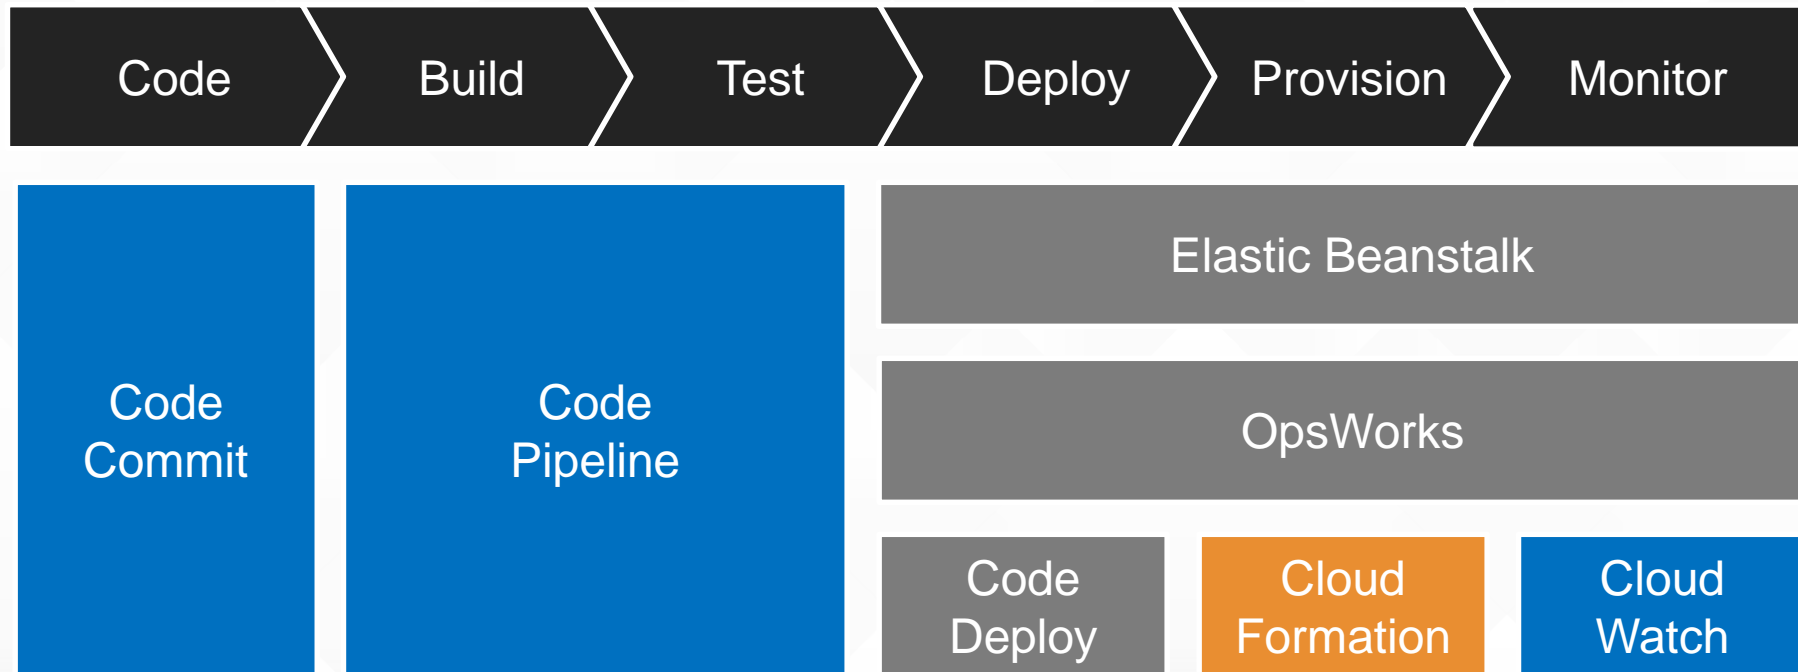 Code
Build
Test
Deploy
Provision
Monitor
Elastic Beanstalk
Code
Commit
Code
Pipeline
OpsWorks
Code
Deploy
Cloud
Formation
Cloud
Watch